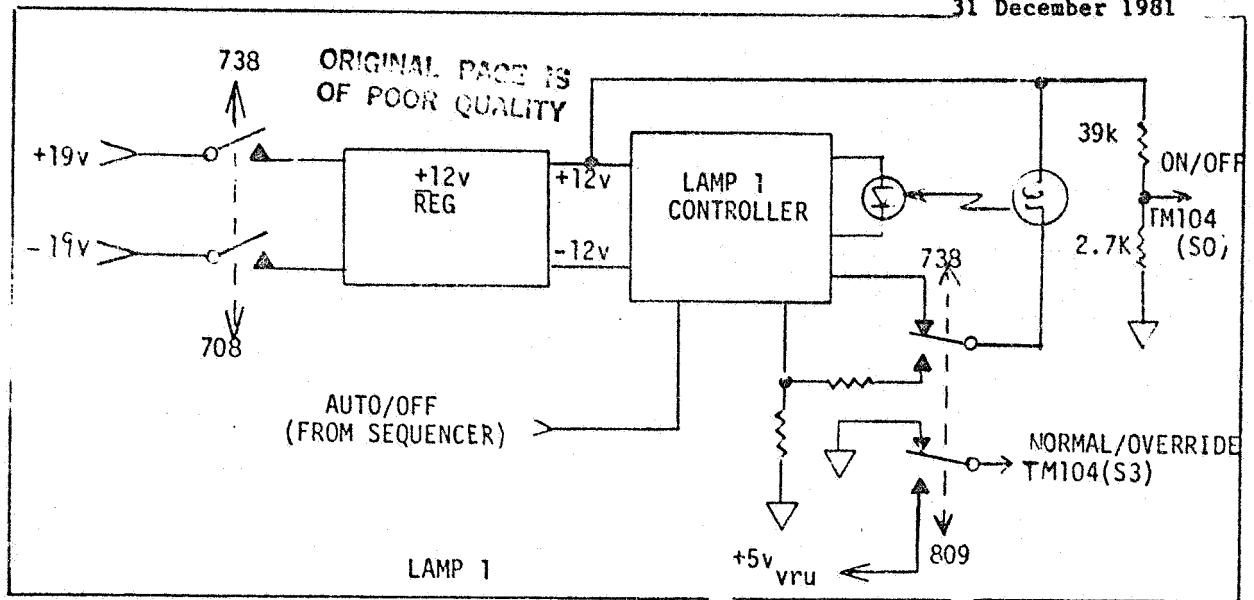 31 December 1981
738
ORIGINAL PAGE IS
OF POOR QUALITY
+19v
-19v
708
+12v
REG
+12v
-12v
LAMP 1
CONTROLLER
39k
ON/OFF
TM104
(S0)
2.7K
738
AUTO/OFF
(FROM SEQUENCER)
NORMAL/OVERRIDE
TM104(S3)
809
+5v vru
LAMP 1